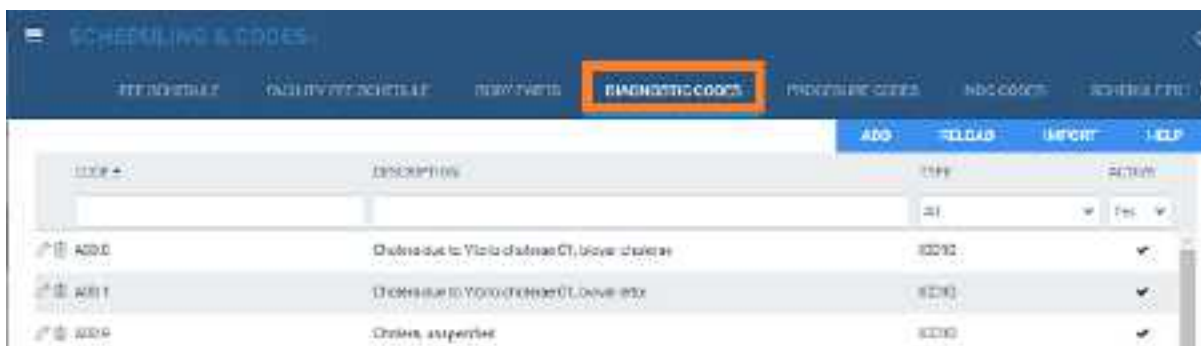 SCHEDULING & CODES
FEE SCHEDULE FACILITY FEE SCHEDULE BODY PARTS DIAGNOSTIC CODES PROCEDURE CODES NDC CODES
ADD RELOAD IMPORT HELP
CODE DESCRIPTION TYPE ACTIVE
All Yes
A00.0 Cholera due to Vibrio cholerae 01, biovar cholerae ICD10
A00.1 Cholera due to Vibrio cholerae 01, biovar eltor ICD10
A00.9 Cholera, unspecified ICD10